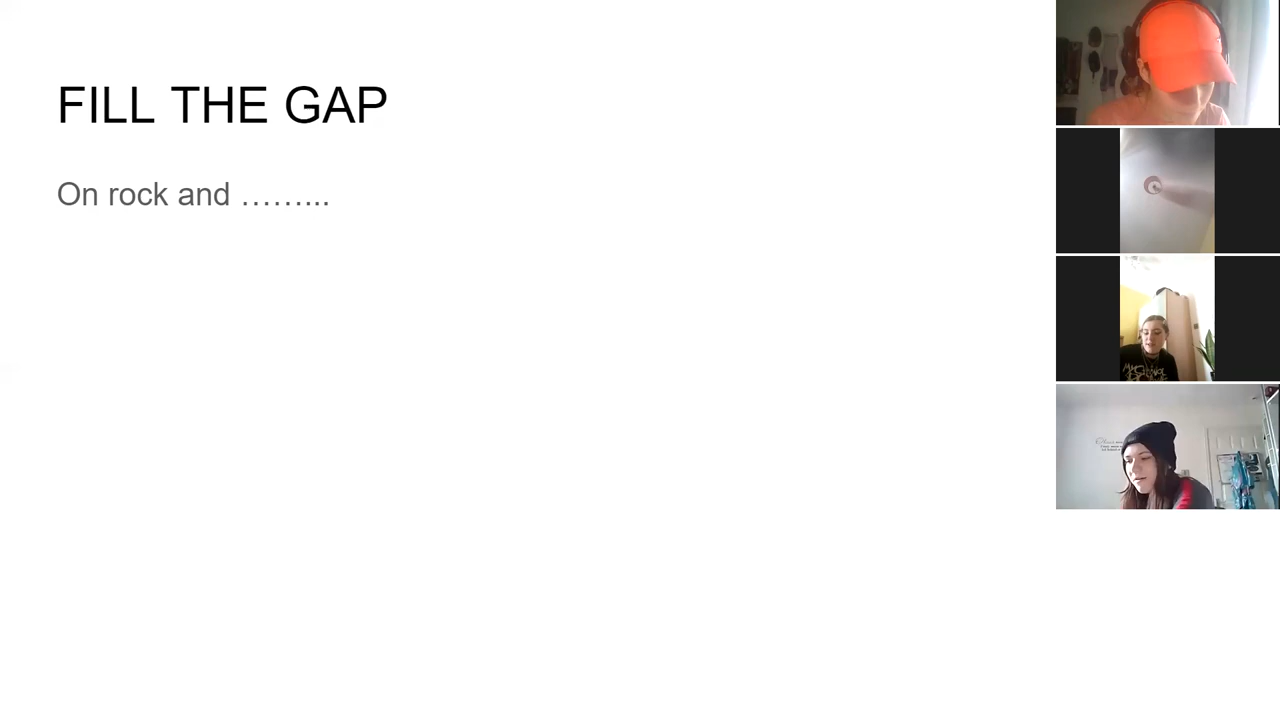 FILL THE GAP
On rock and ……...